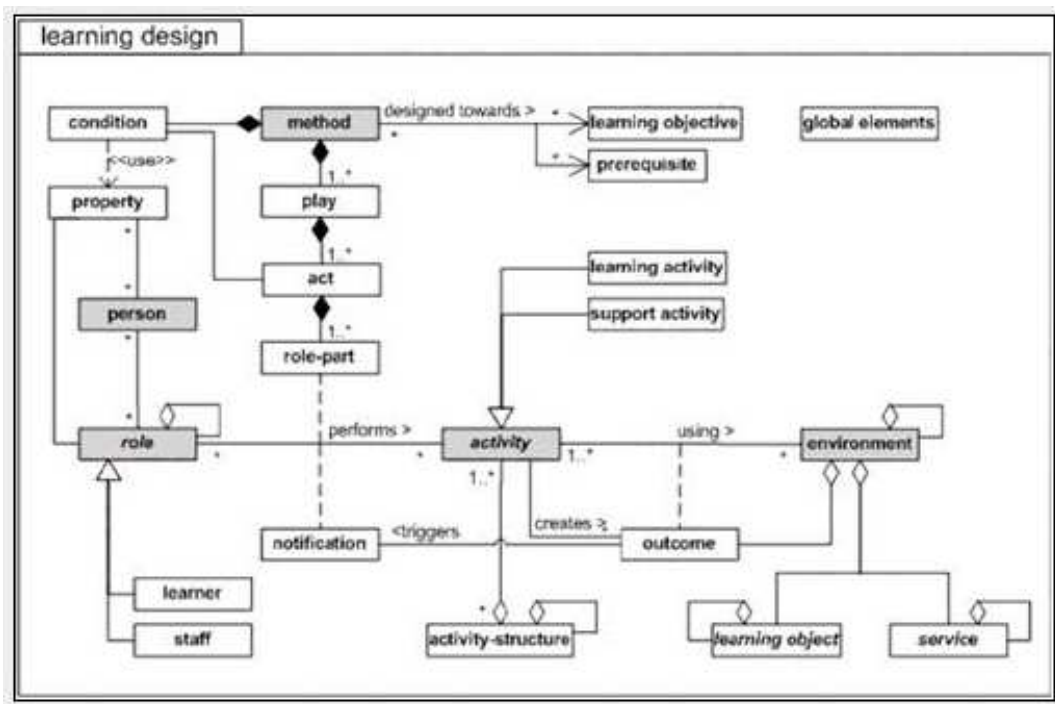 learning design
condition
method
designed towards >
*
*
learning objective
global elements
<<use>>
*
prerequisite
1..*
property
play
*
1..*
act
learning activity
*
person
support activity
*
1..*
role-part
*
role
*
performs >
*
activity
1..*
using >
*
environment
1..*
notification
<triggers
creates >
outcome
learner
*
staff
activity-structure
learning object
service